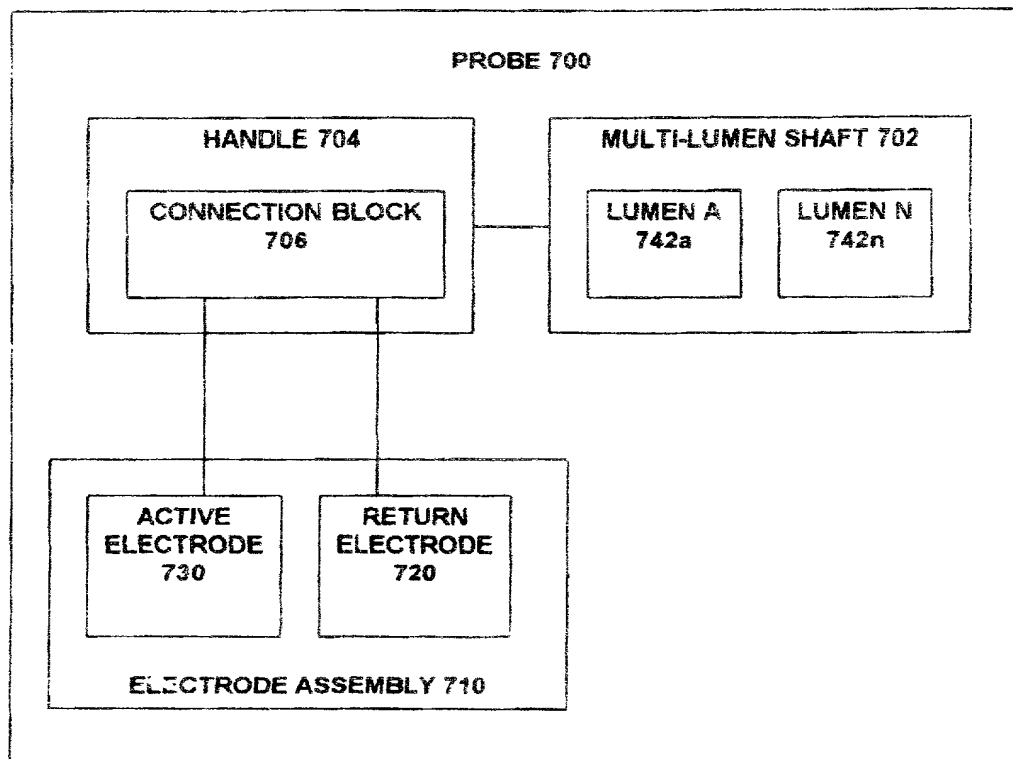 PROBE 700
HANDLE 704
CONNECTION BLOCK
706
MULTI-LUMEN SHAFT 702
LUMEN A
742a
LUMEN N
742n
ACTIVE
ELECTRODE
730
RETURN
ELECTRODE
720
ELECTRODE ASSEMBLY 710